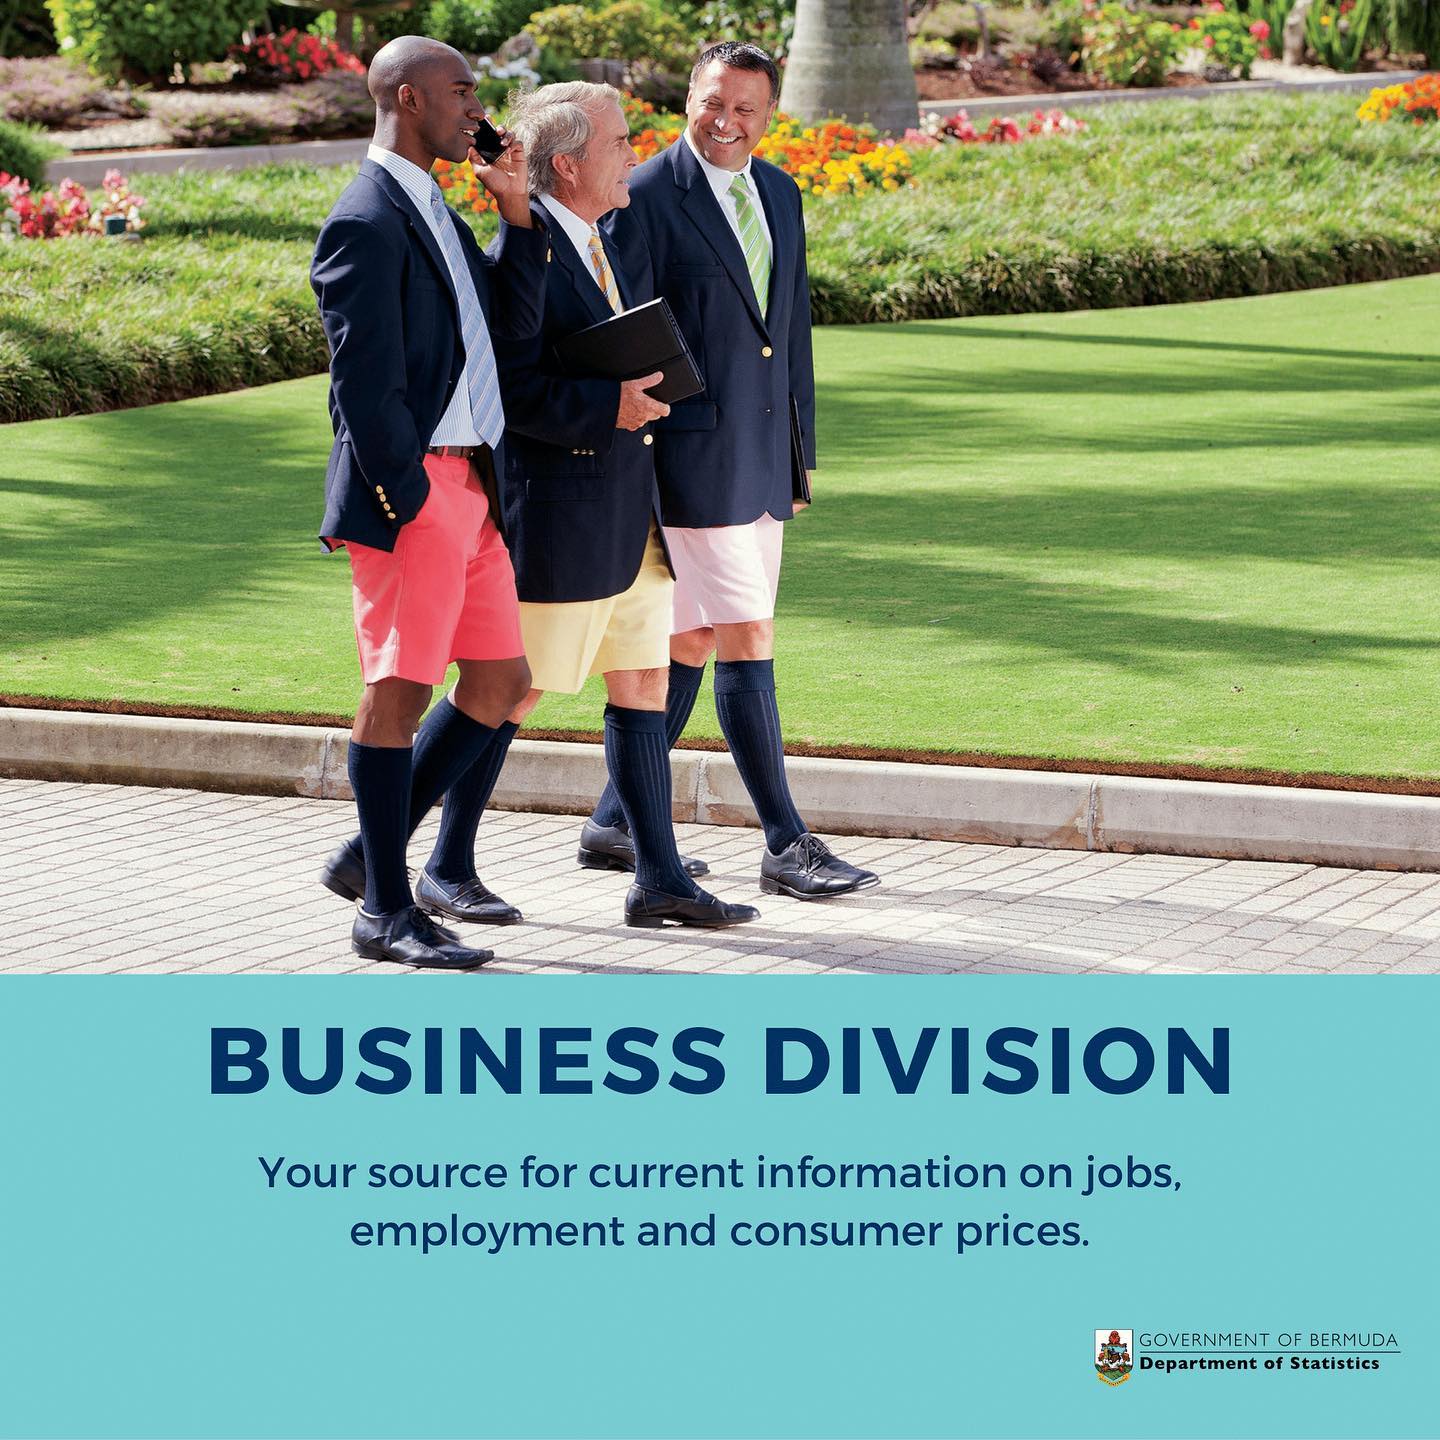 BUSINESS DIVISION
Your source for current information on jobs,
employment and consumer prices.
GOVERNMENT OF BERMUDA
Department of Statistics